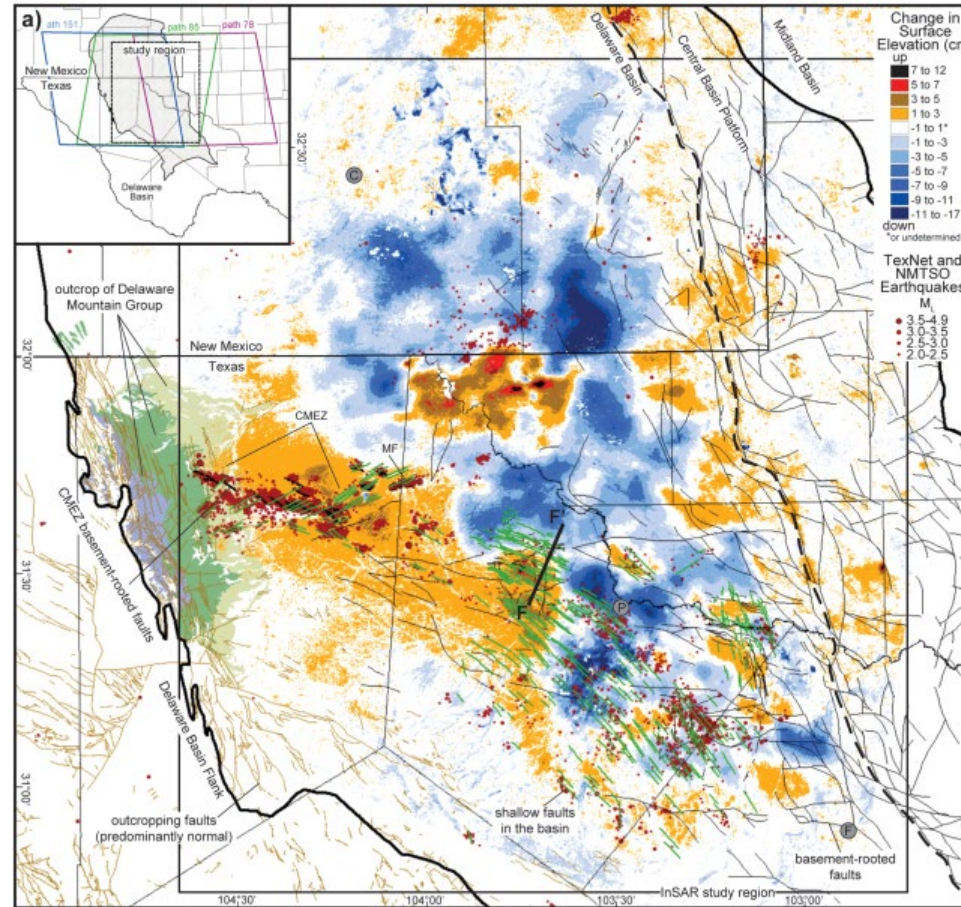 a)
ath 151
path 85
path 78
study region
New Mexico
Texas
Delaware
Basin
32°30'
C
Delaware Basin
Central Basin Platform
Midland Basin
Change in
Surface
Elevation (cm
up
7 to 12
5 to 7
3 to 5
1 to 3
-1 to 1*
-1 to -3
-3 to -5
-5 to -7
-7 to -9
-9 to -11
-11 to -17
down
*or undetermined
TexNet and
NMTSO
Earthquakes
M
L
3.5-4.9
3.0-3.5
2.5-3.0
2.0-2.5
outcrop of Delaware
Mountain Group
32°00'
New Mexico
Texas
CMEZ
MF
CMEZ basement-rooted faults
31°30'
F'
F
P
Delaware Basin Flank
31°00'
outcropping faults
(predominantly normal)
shallow faults
in the basin
F
basement-rooted
faults
InSAR study region
104°30'
104°00'
103°30'
103°00'